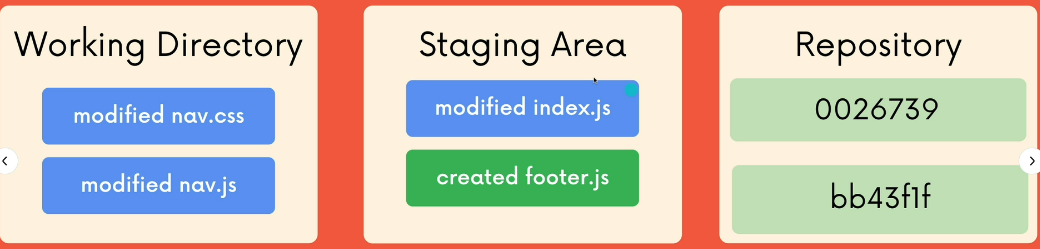 Working Directory
modified nav.css
modified nav.js
Staging Area
modified index.js
created footer.js
Repository
0026739
bb43f1f